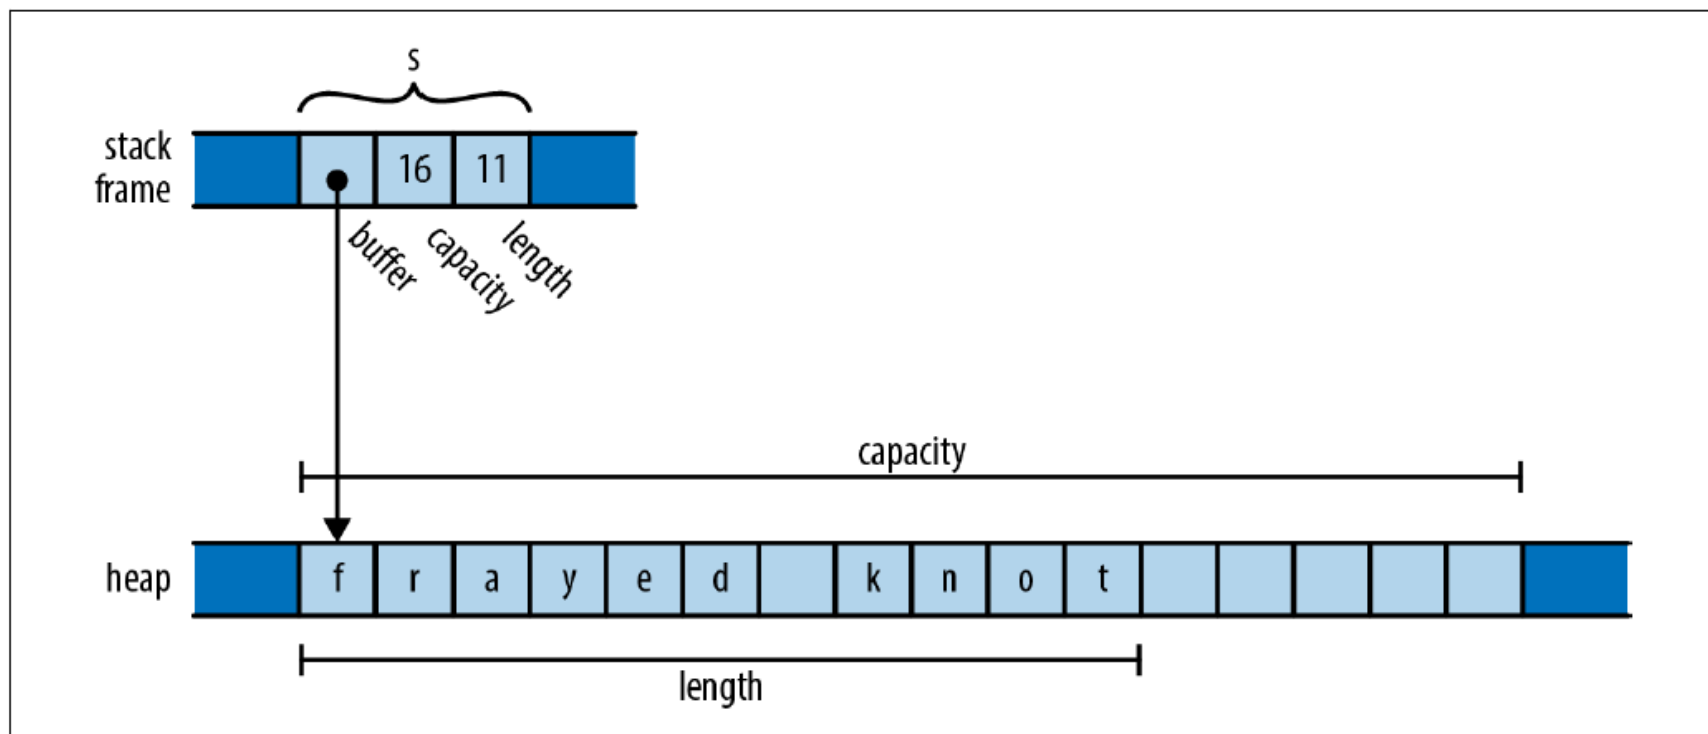 s
stack
frame
16 11
buffer capacity length
capacity
heap f r a y e d k n o t
length